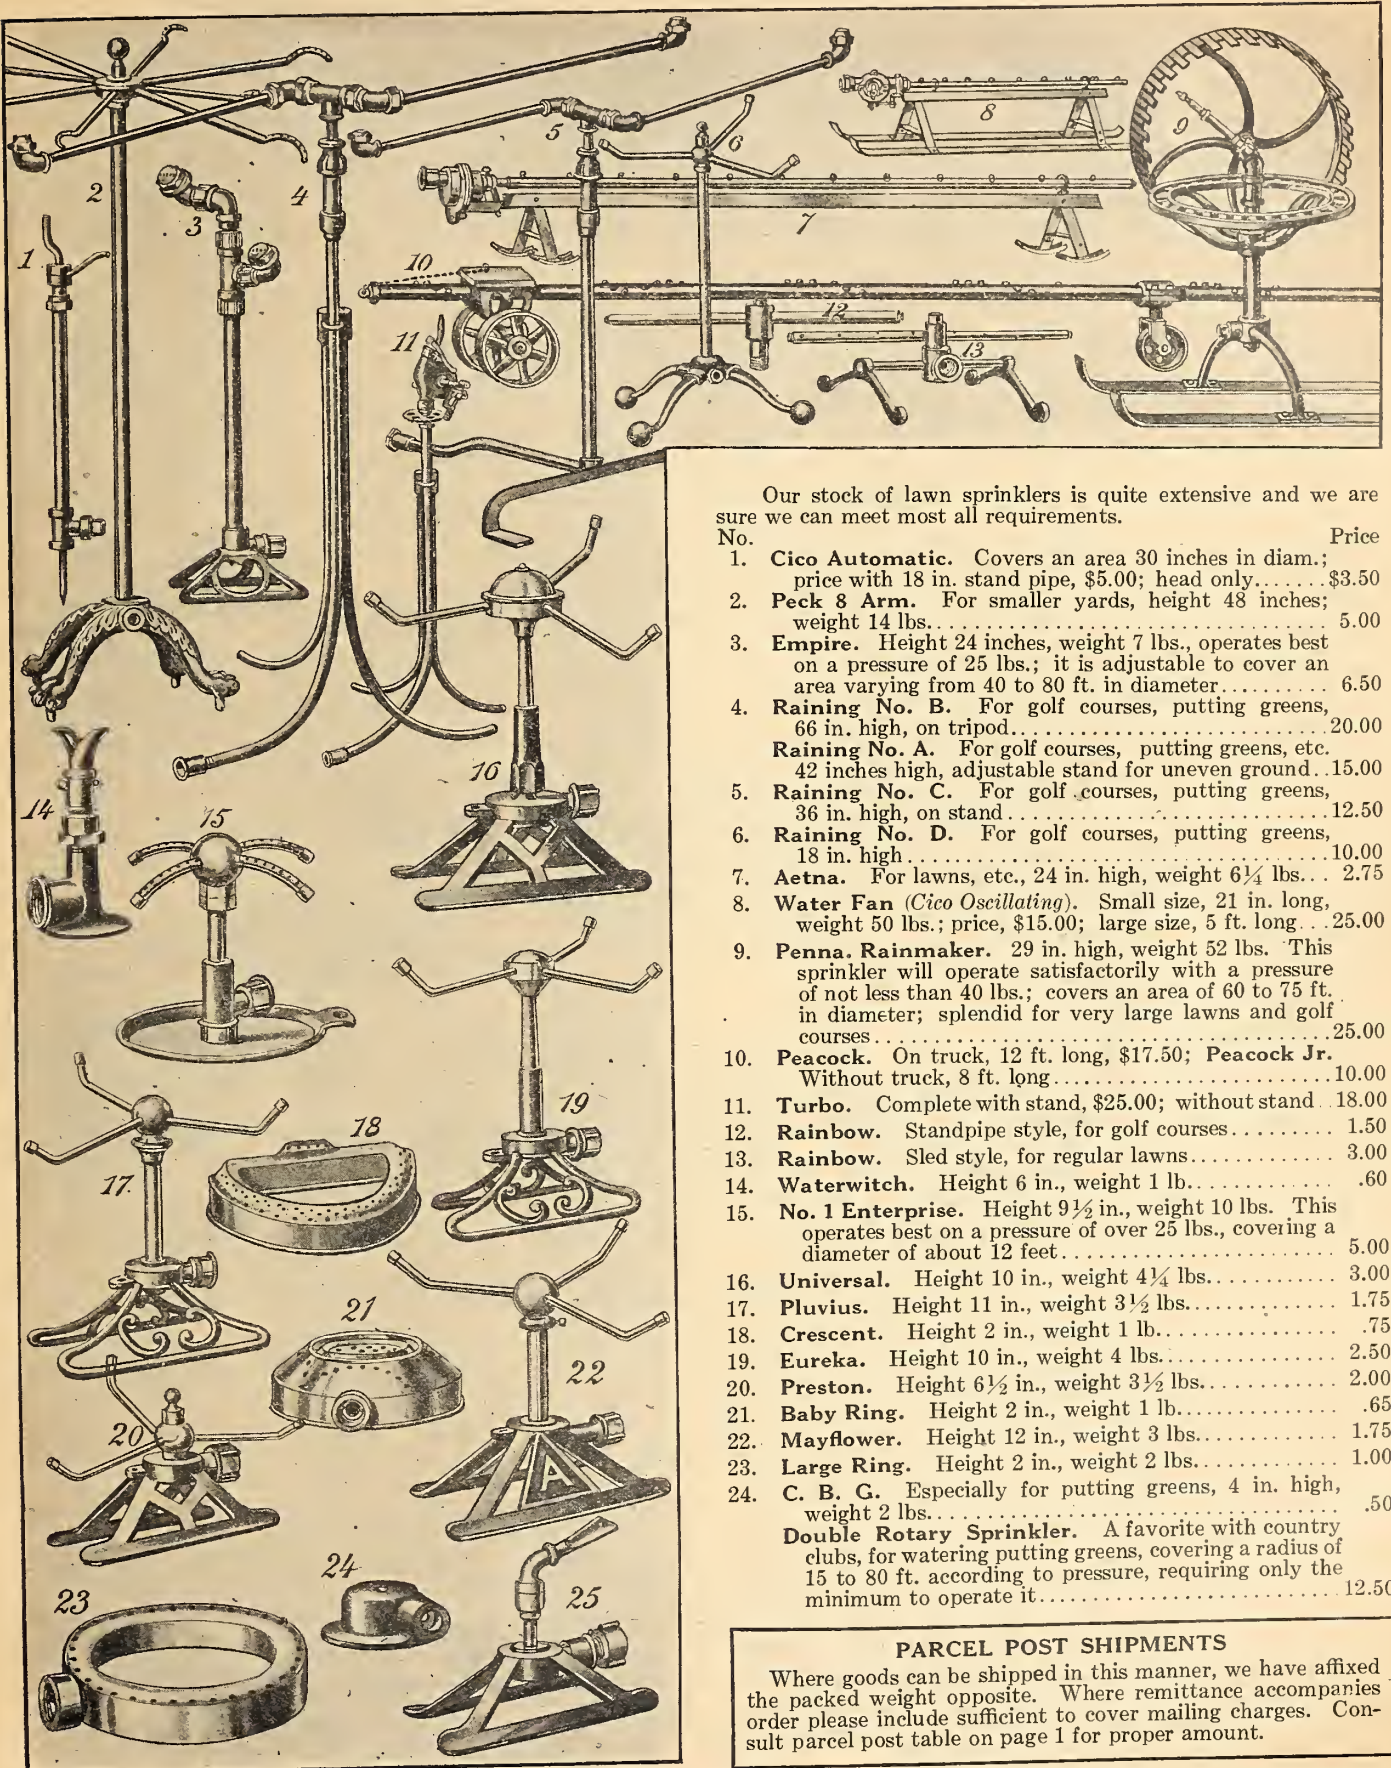 1
2
3
4
5
6
7
8
9
10
11
12
13
14
15
16
17
18
19
20
21
22
23
24
25
Our stock of lawn sprinklers is quite extensive and we are
sure we can meet most all requirements.
No. Price
1. Cico Automatic. Covers an area 30 inches in diam.;
price with 18 in. stand pipe, $5.00; head only.......$3.50
2. Peck 8 Arm. For smaller yards, height 48 inches;
weight 14 lbs........ 5.00
3. Empire. Height 24 inches, weight 7 lbs., operates best
on a pressure of 25 lbs.; it is adjustable to cover an
area varying from 40 to 80 ft. in diameter.......... 6.50
4. Raining No. B. For golf courses, putting greens,
66 in. high, on tripod..........20.00
Raining No. A. For golf courses, putting greens, etc.
42 inches high, adjustable stand for uneven ground..15.00
5. Raining No. C. For golf courses, putting greens,
36 in. high, on stand..........12.50
6. Raining No. D. For golf courses, putting greens,
18 in. high..........10.00
7. Aetna. For lawns, etc., 24 in. high, weight 6¼ lbs... 2.75
8. Water Fan (Cico Oscillating). Small size, 21 in. long,
weight 50 lbs.; price, $15.00; large size, 5 ft. long...25.00
9. Penna. Rainmaker. 29 in. high, weight 52 lbs. This
sprinkler will operate satisfactorily with a pressure
of not less than 40 lbs.; covers an area of 60 to 75 ft.
in diameter; splendid for very large lawns and golf
courses..........25.00
10. Peacock. On truck, 12 ft. long, $17.50; Peacock Jr.
Without truck, 8 ft. long..........10.00
11. Turbo. Complete with stand, $25.00; without stand..18.00
12. Rainbow. Standpipe style, for golf courses......... 1.50
13. Rainbow. Sled style, for regular lawns............. 3.00
14. Waterwitch. Height 6 in., weight 1 lb............. .60
15. No. 1 Enterprise. Height 9½ in., weight 10 lbs. This
operates best on a pressure of over 25 lbs., covering a
diameter of about 12 feet.......... 5.00
16. Universal. Height 10 in., weight 4¼ lbs............ 3.00
17. Pluvius. Height 11 in., weight 3½ lbs.............. 1.75
18. Crescent. Height 2 in., weight 1 lb................ .75
19. Eureka. Height 10 in., weight 4 lbs............... 2.50
20. Preston. Height 6½ in., weight 3½ lbs............. 2.00
21. Baby Ring. Height 2 in., weight 1 lb.............. .65
22. Mayflower. Height 12 in., weight 3 lbs............ 1.75
23. Large Ring. Height 2 in., weight 2 lbs............ 1.00
24. C. B. G. Especially for putting greens, 4 in. high,
weight 2 lbs.......... .50
Double Rotary Sprinkler. A favorite with country
clubs, for watering putting greens, covering a radius of
15 to 80 ft. according to pressure, requiring only the
minimum to operate it..........12.50
PARCEL POST SHIPMENTS
Where goods can be shipped in this manner, we have affixed
the packed weight opposite. Where remittance accompanies
order please include sufficient to cover mailing charges. Con-
sult parcel post table on page 1 for proper amount.